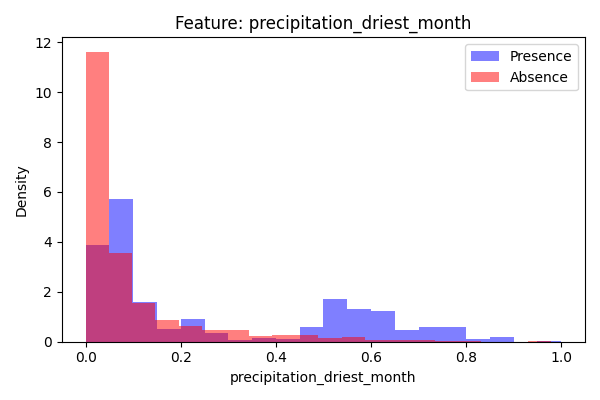 Feature: precipitation_driest_month
Presence
Absence
Density
12
10
8
6
4
2
0
0.0
0.2
0.4
0.6
0.8
1.0
precipitation_driest_month